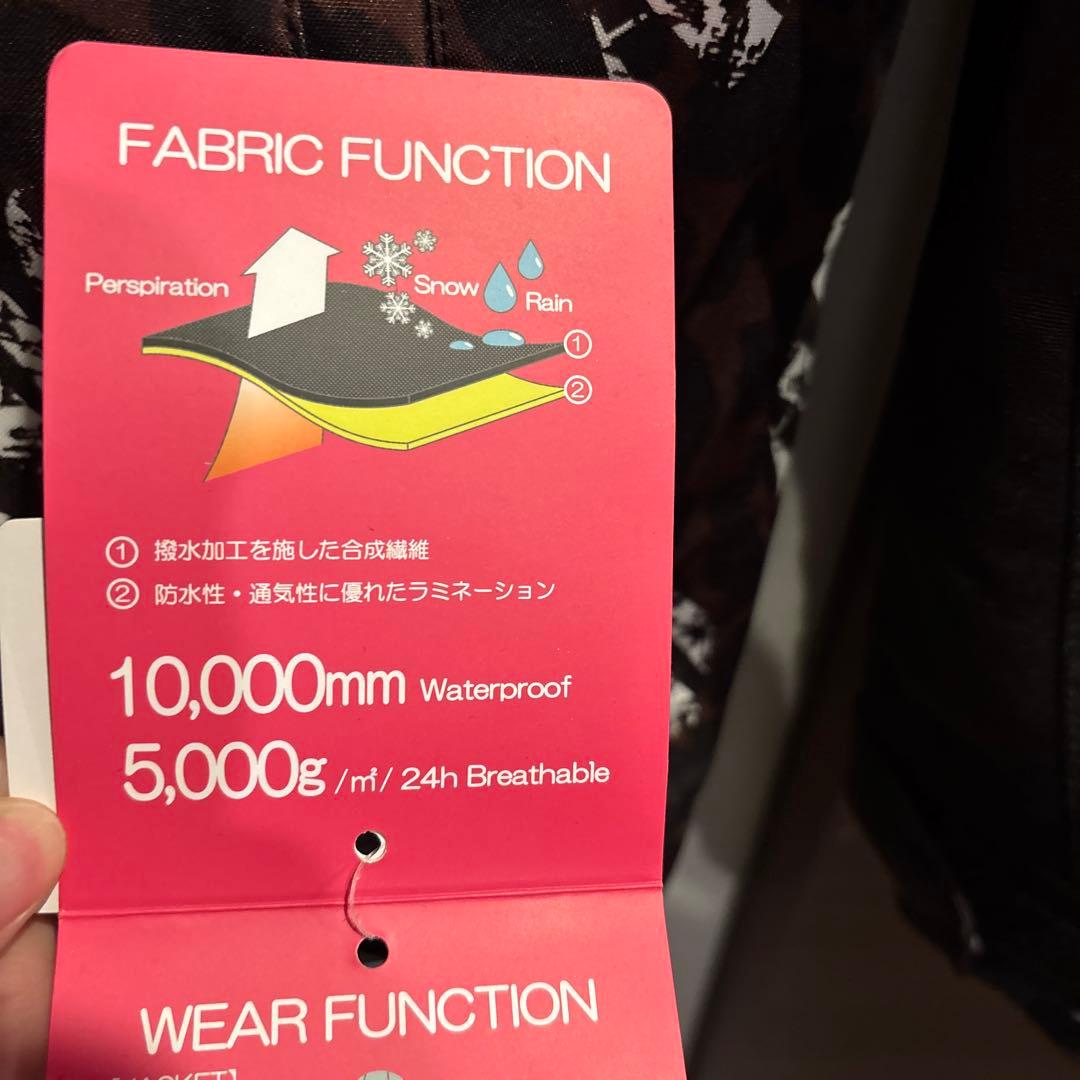 FABRIC FUNCTION
Perspiration
Snow
Rain
①
②
① 撥水加工を施した合成繊維
② 防水性・通気性に優れたラミネーション
10,000mm Waterproof
5,000g /㎡/ 24h Breathable
WEAR FUNCTION